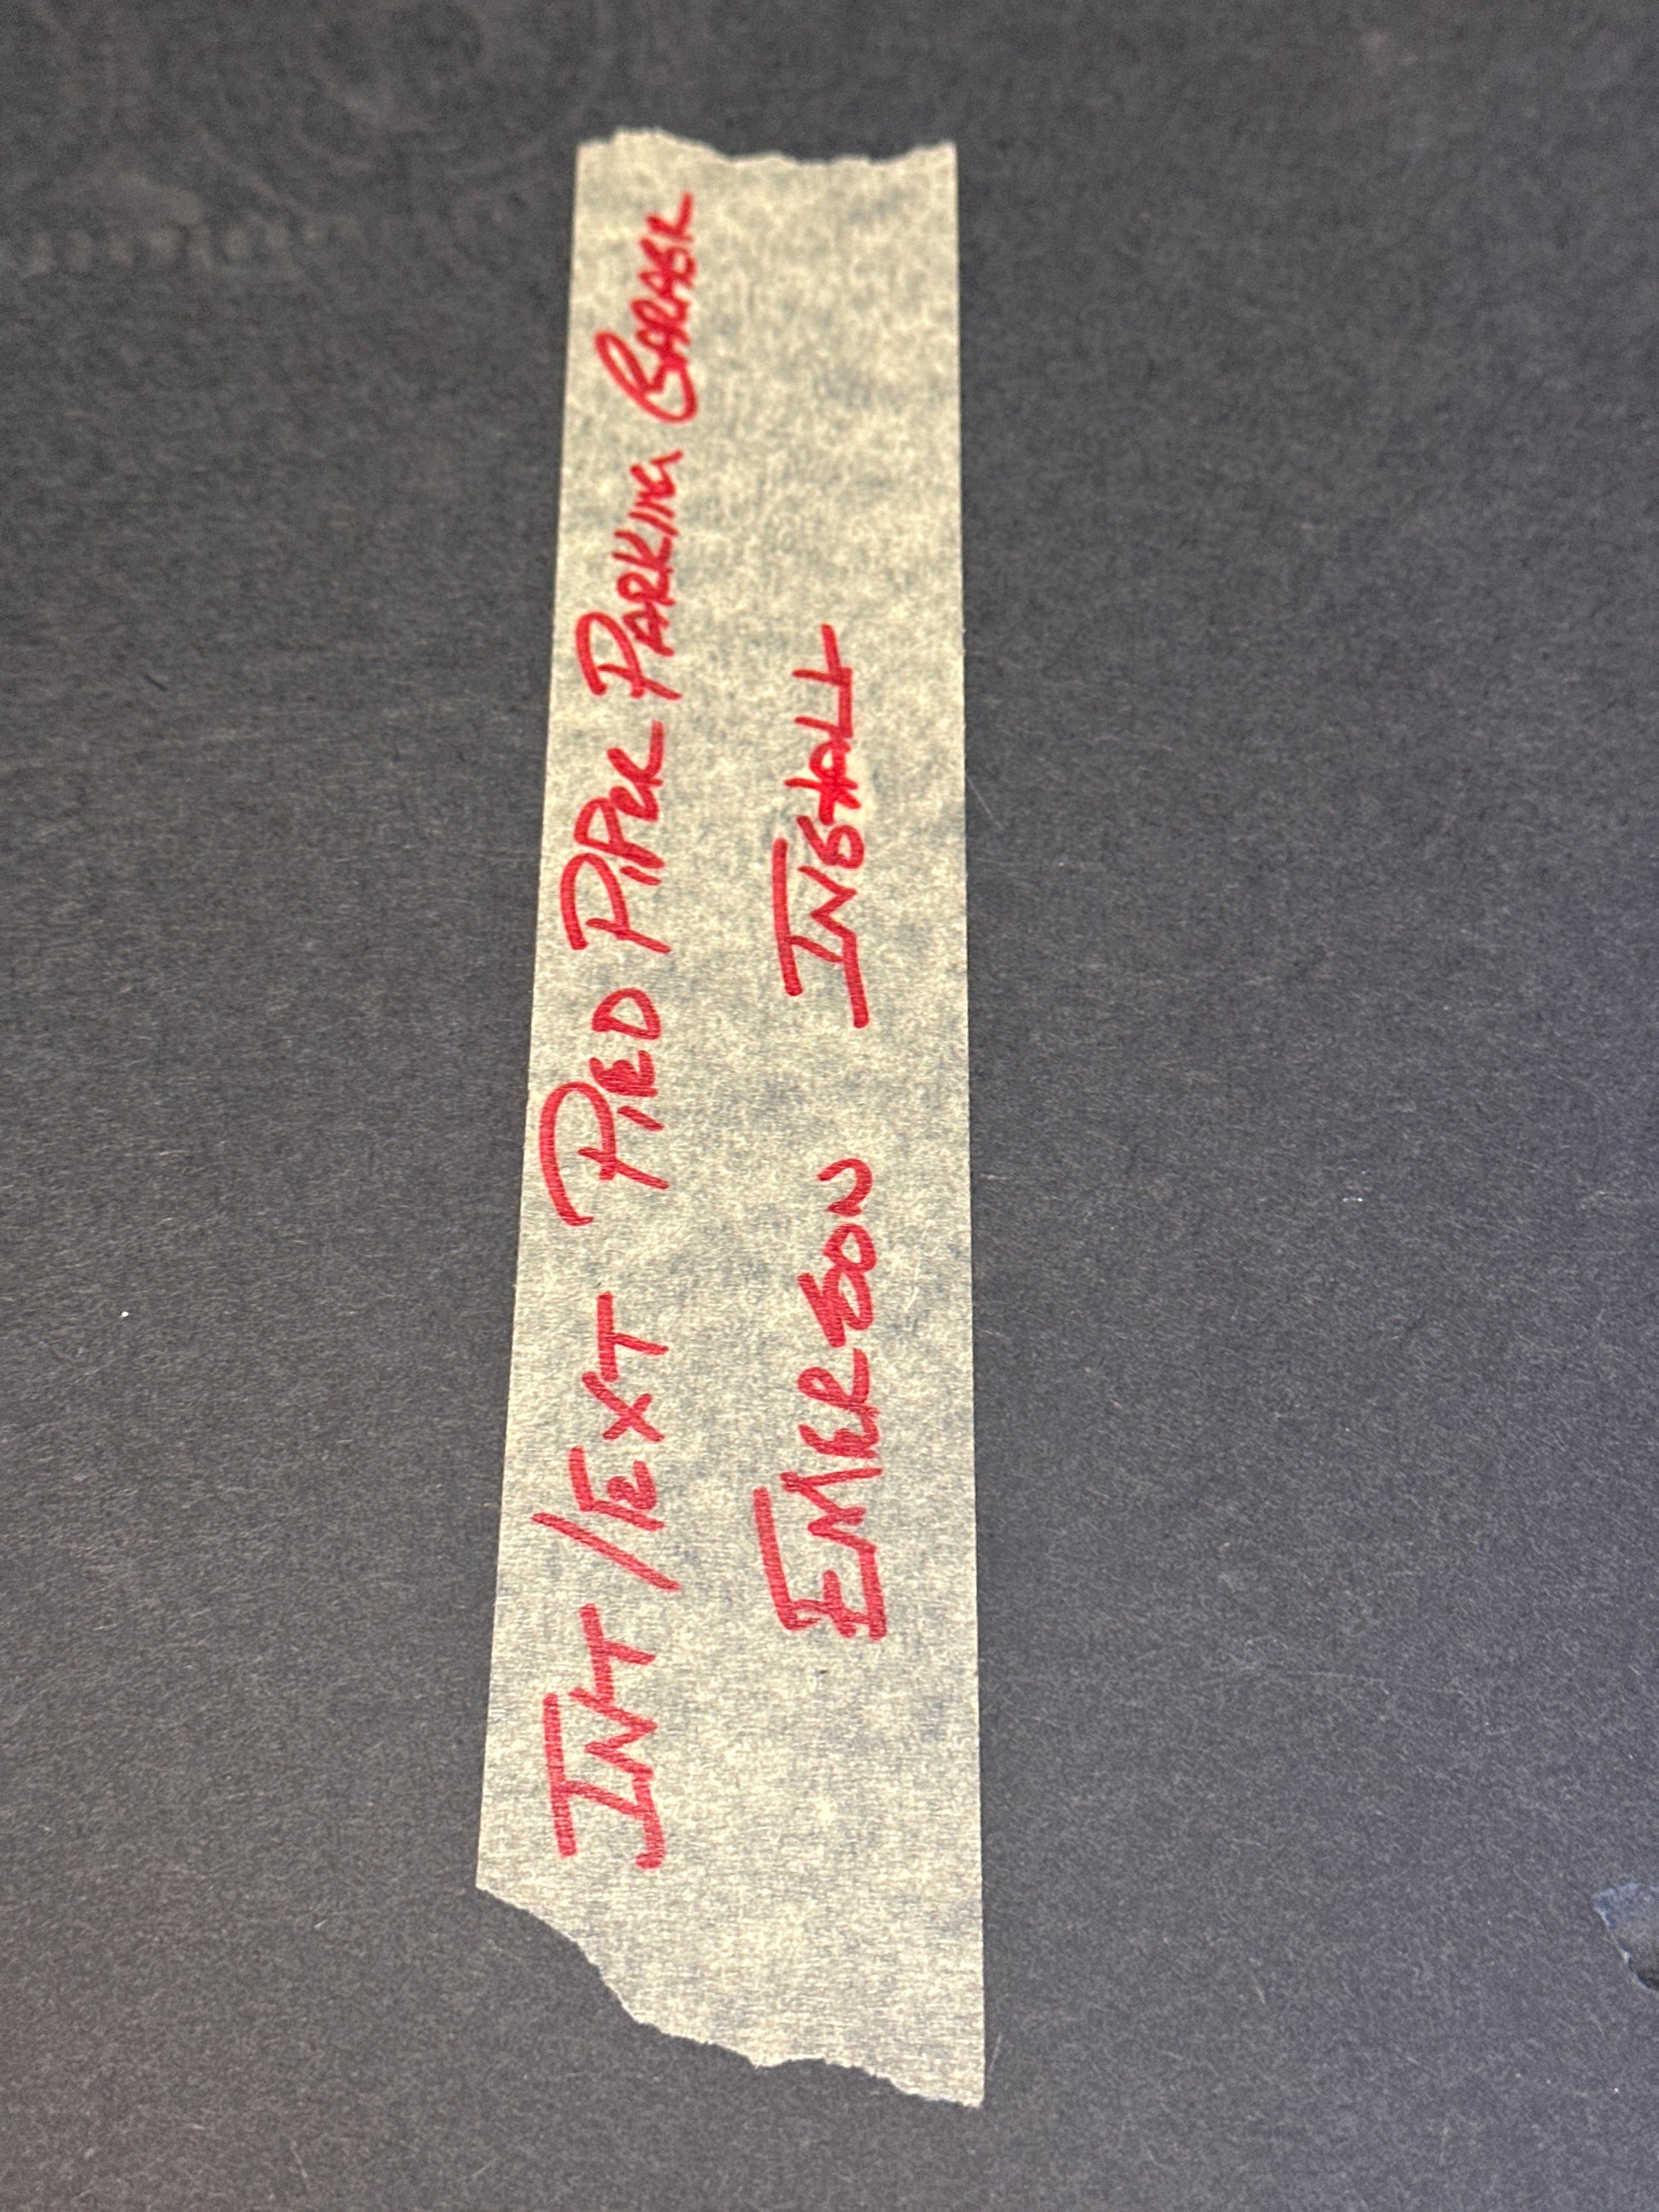 INT/EXT PIED PIPER PARKING GARAGE
EMERSON INSTALL